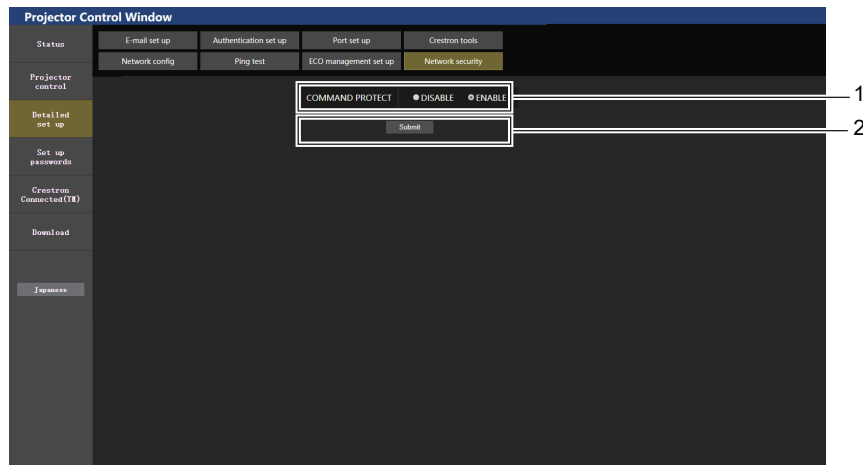 Projector Control Window
Status
E-mail set up
Authentication set up
Port set up
Crestron tools
Network config
Ping test
ECO management set up
Network security
Projector
control
Detailed
set up
Set up
passwords
Crestron
Connected(TM)
Download
Japanese
COMMAND PROTECT
DISABLE
ENABLE
1
Submit
2